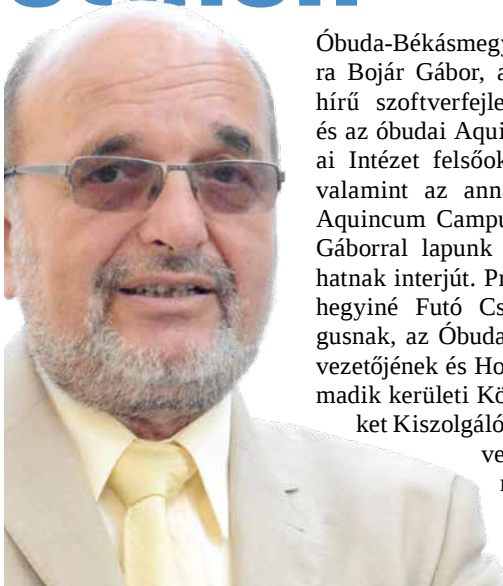 Óbuda-Békásmegy
ra Bojár Gábor, a
hírű szoftverfejle
és az óbudai Aqui
ai Intézet felsőok
valamint az ann
Aquincum Campu
Gáborral lapunk
hatnak interjút. Pr
hegyiné Futó Cs
gusnak, az Óbuda
vezetőjének és Ho
madik kerületi Kö
ket Kiszolgáló
ve